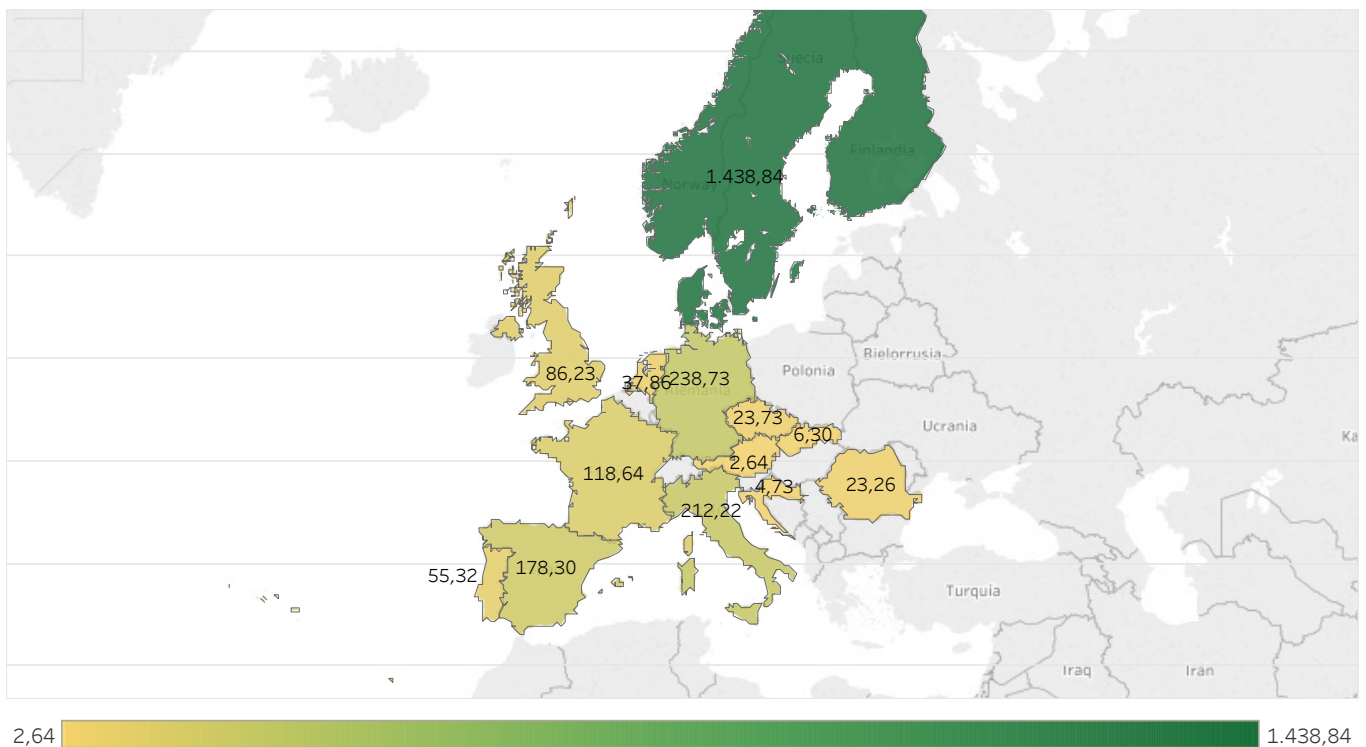 Suecia
Finlandia
Norway
1.438,84
86,23
37,86
238,73
Alemania
Polonia
Bielorrusia
Ucrania
23,73
6,30
2,64
118,64
4,73
23,26
212,22
55,32
178,30
Turquía
Iraq
Irán
Ka
2,64
1.438,84